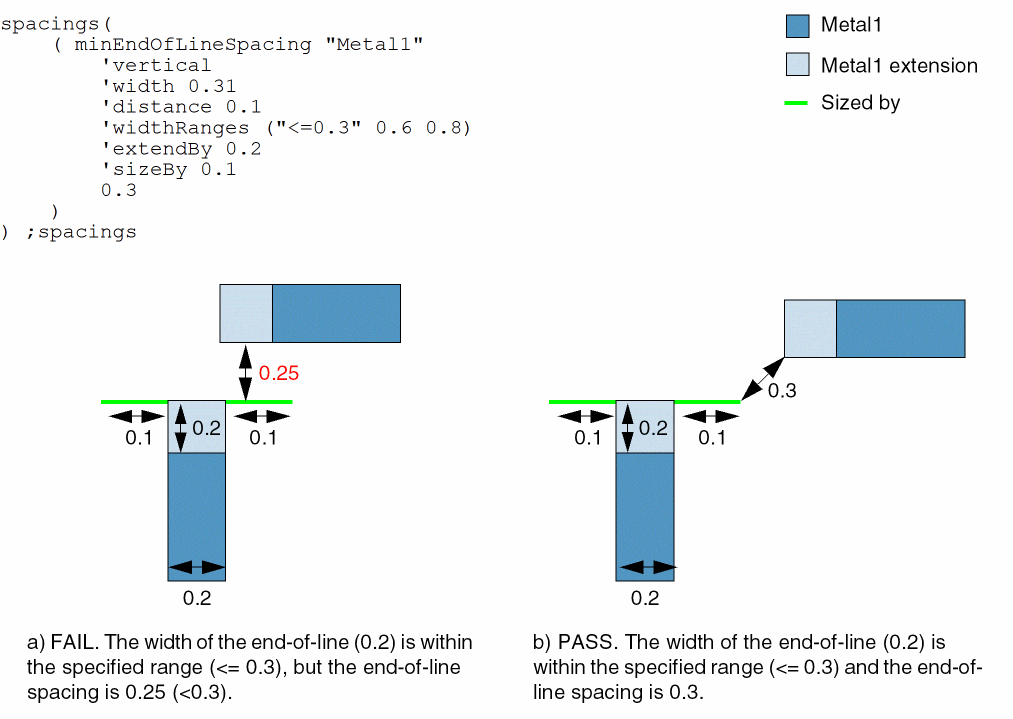 spacings(
    ( minEndOfLineSpacing "Metal1"
        'vertical
        'width 0.31
        'distance 0.1
        'widthRanges ("<=0.3" 0.6 0.8)
        'extendBy 0.2
        'sizeBy 0.1
        0.3
    )
) ;spacings
Metal1
Metal1 extension
Sized by
0.25
0.1
0.2
0.1
0.2
a) FAIL. The width of the end-of-line (0.2) is within
the specified range (<= 0.3), but the end-of-line
spacing is 0.25 (<0.3).
0.3
0.1
0.2
0.1
0.2
b) PASS. The width of the end-of-line (0.2) is
within the specified range (<= 0.3) and the end-of-
line spacing is 0.3.